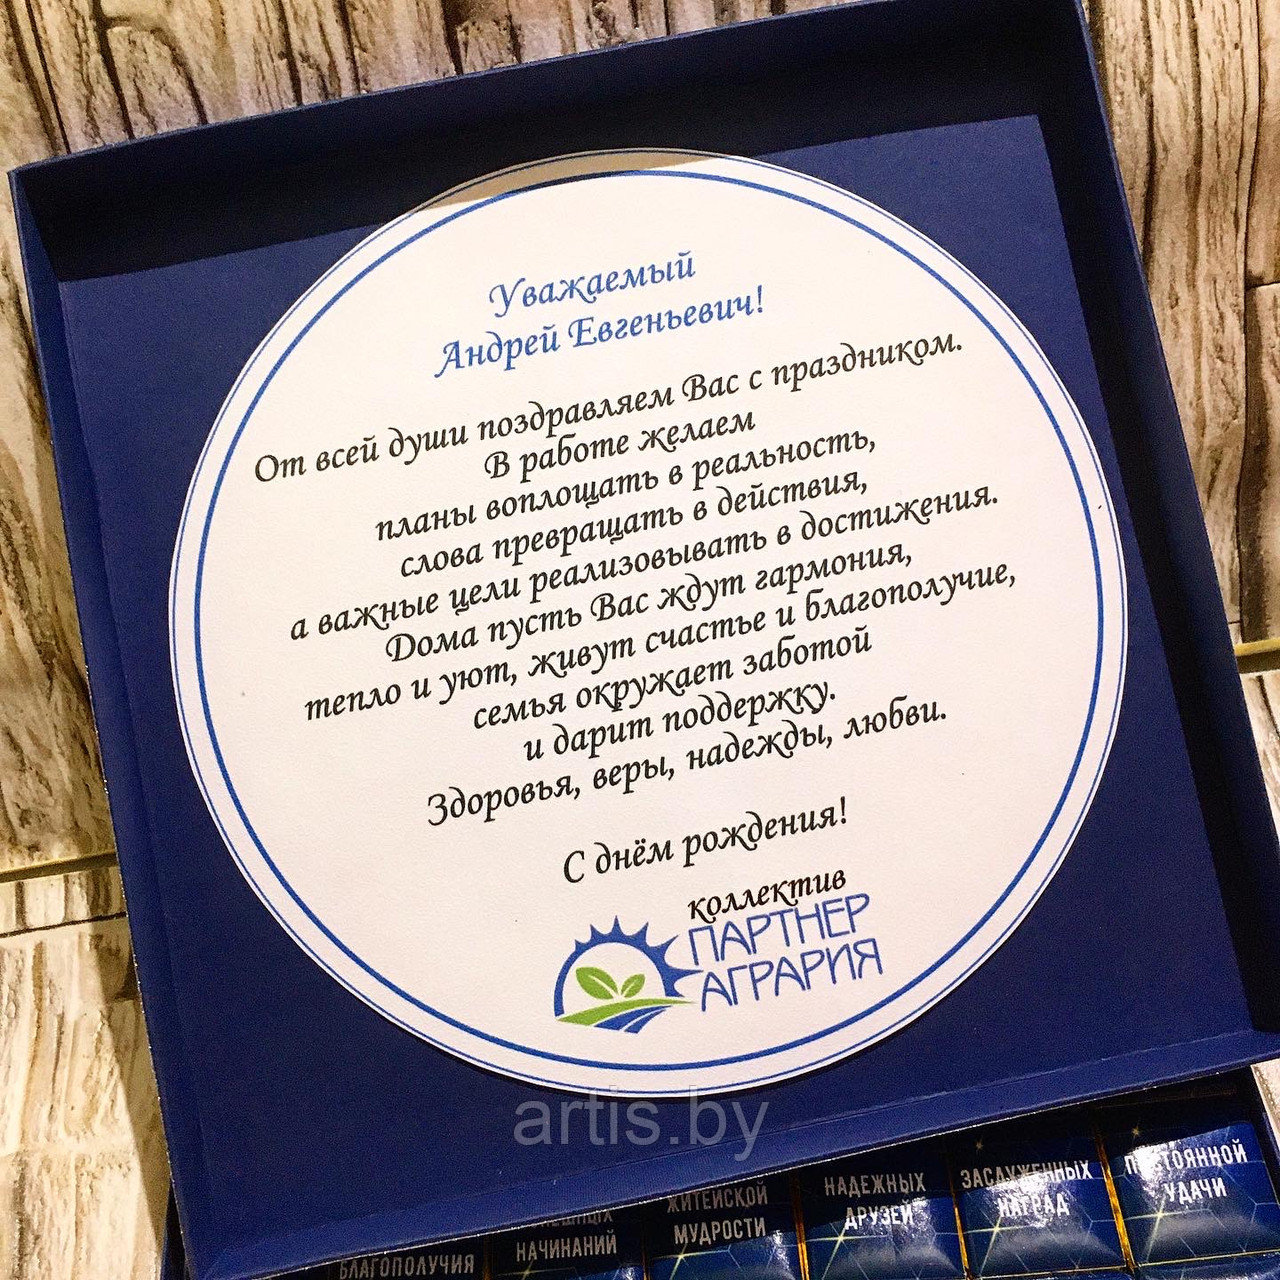 Уважаемый
Андрей Евгеньевич!
От всей души поздравляем Вас с праздником.
В работе желаем
планы воплощать в реальность,
слова превращать в действия,
а важные цели реализовывать в достижения.
Дома пусть Вас ждут гармония,
тепло и уют, живут счастье и благополучие,
семья окружает заботой
и дарит поддержку.
Здоровья, веры, надежды, любви.
С днём рождения!
коллектив
ПАРТНЕР
АГРАРИЯ
artis.by
БЛАГОПОЛУЧИЯ
НАЧИНАНИЙ
ЖИТЕЙСКОЙ
МУДРОСТИ
НАДЕЖНЫХ
ДРУЗЕЙ
ЗАСЛУЖЕННЫХ
НАГРАД
ПОСТОЯННОЙ
УДАЧИ